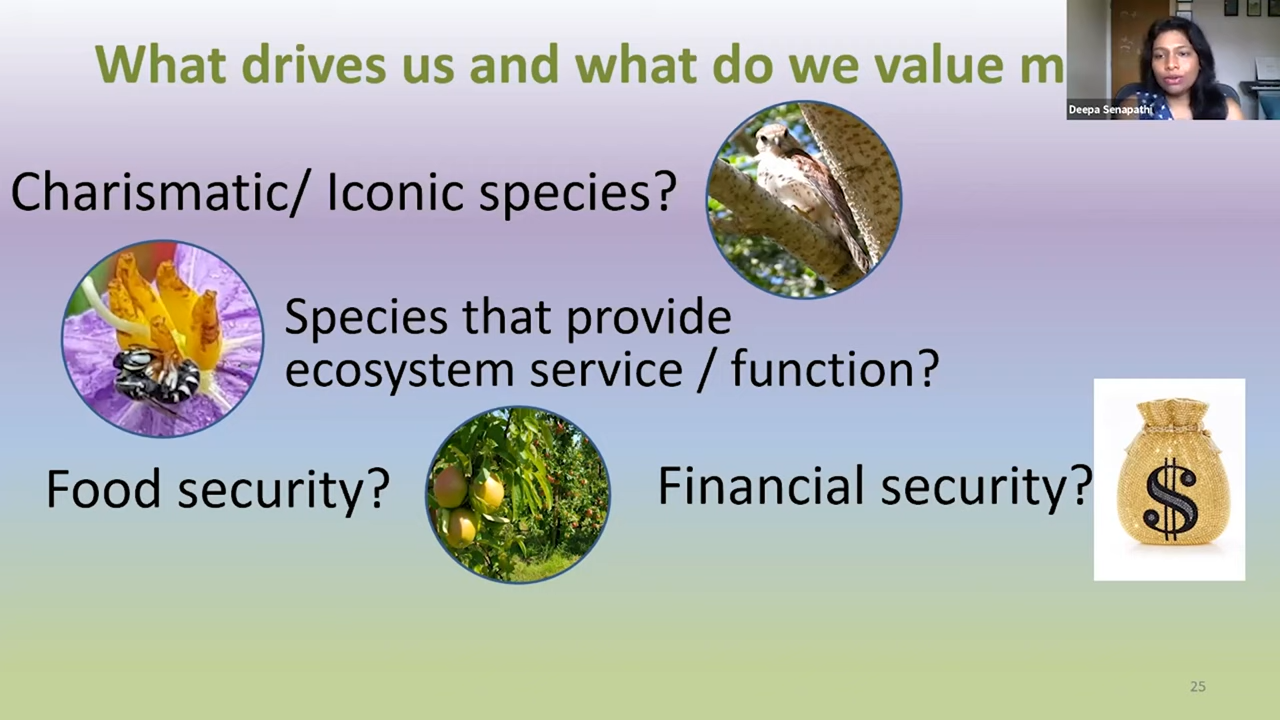 What drives us and what do we value m
Deepa Senapathi
Charismatic/ Iconic species?
Species that provide
ecosystem service / function?
Food security?
Financial security?
$
25